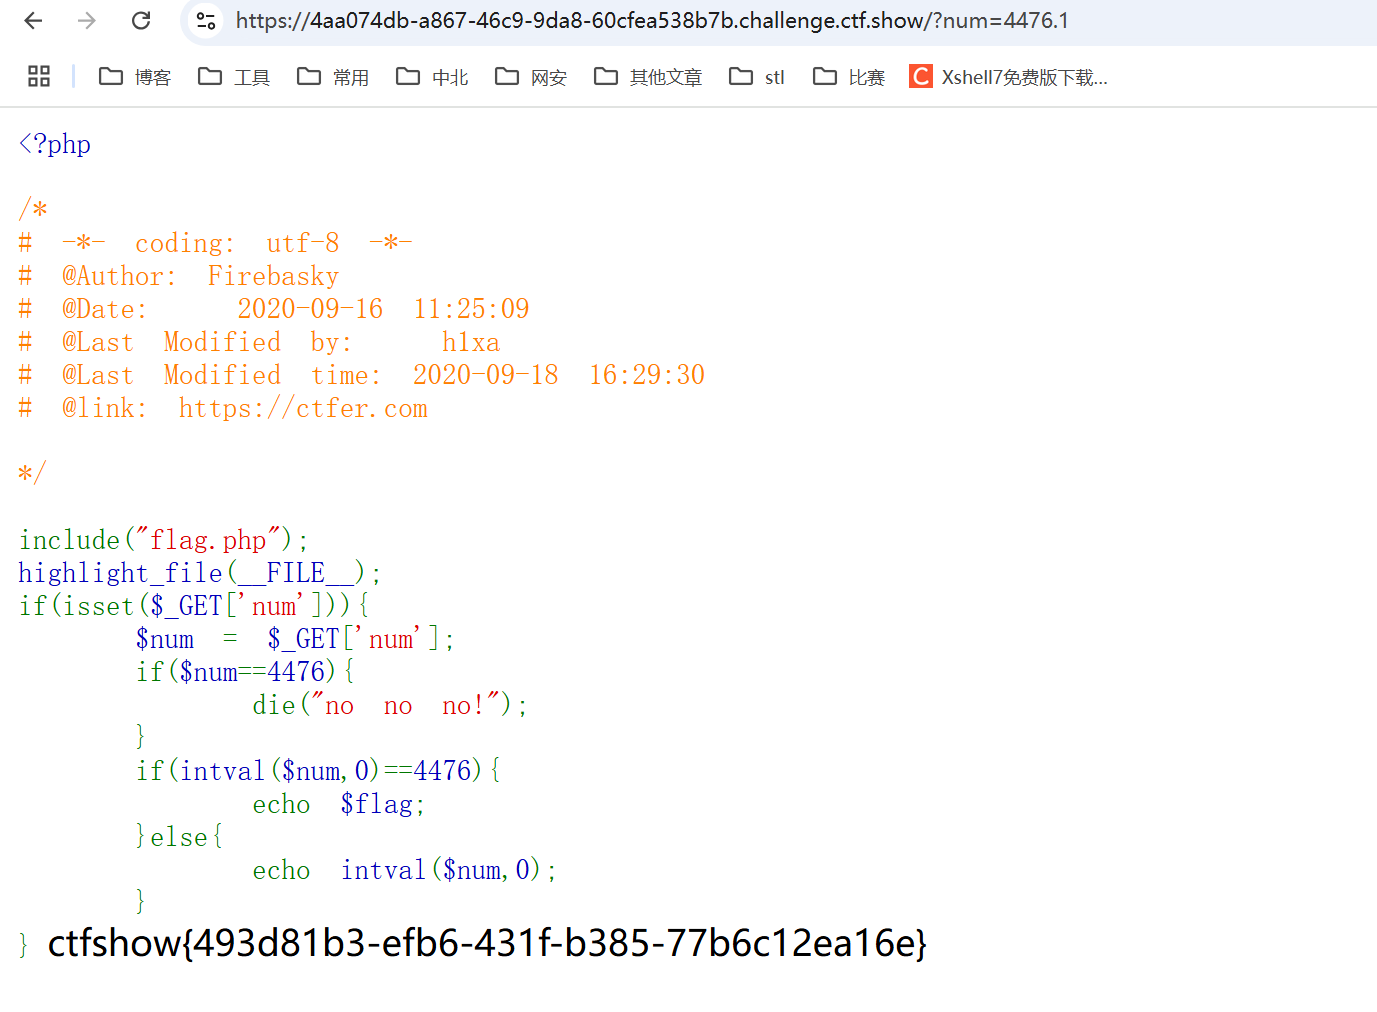 https://4aa074db-a867-46c9-9da8-60cfea538b7b.challenge.ctf.show/?num=4476.1
博客 工具 常用 中北 网安 其他文章 stl 比赛 C Xshell7免费版下载...
<?php
/*
# -*- coding: utf-8 -*-
# @Author: Firebasky
# @Date:   2020-09-16 11:25:09
# @Last Modified by:   h1xa
# @Last Modified time: 2020-09-18 16:29:30
# @link: https://ctfer.com
*/
include("flag.php");
highlight_file(__FILE__);
if(isset($_GET['num'])){
    $num = $_GET['num'];
    if($num==4476){
        die("no no no!");
    }
    if(intval($num,0)==4476){
        echo $flag;
    }else{
        echo intval($num,0);
    }
} ctfshow{493d81b3-efb6-431f-b385-77b6c12ea16e}